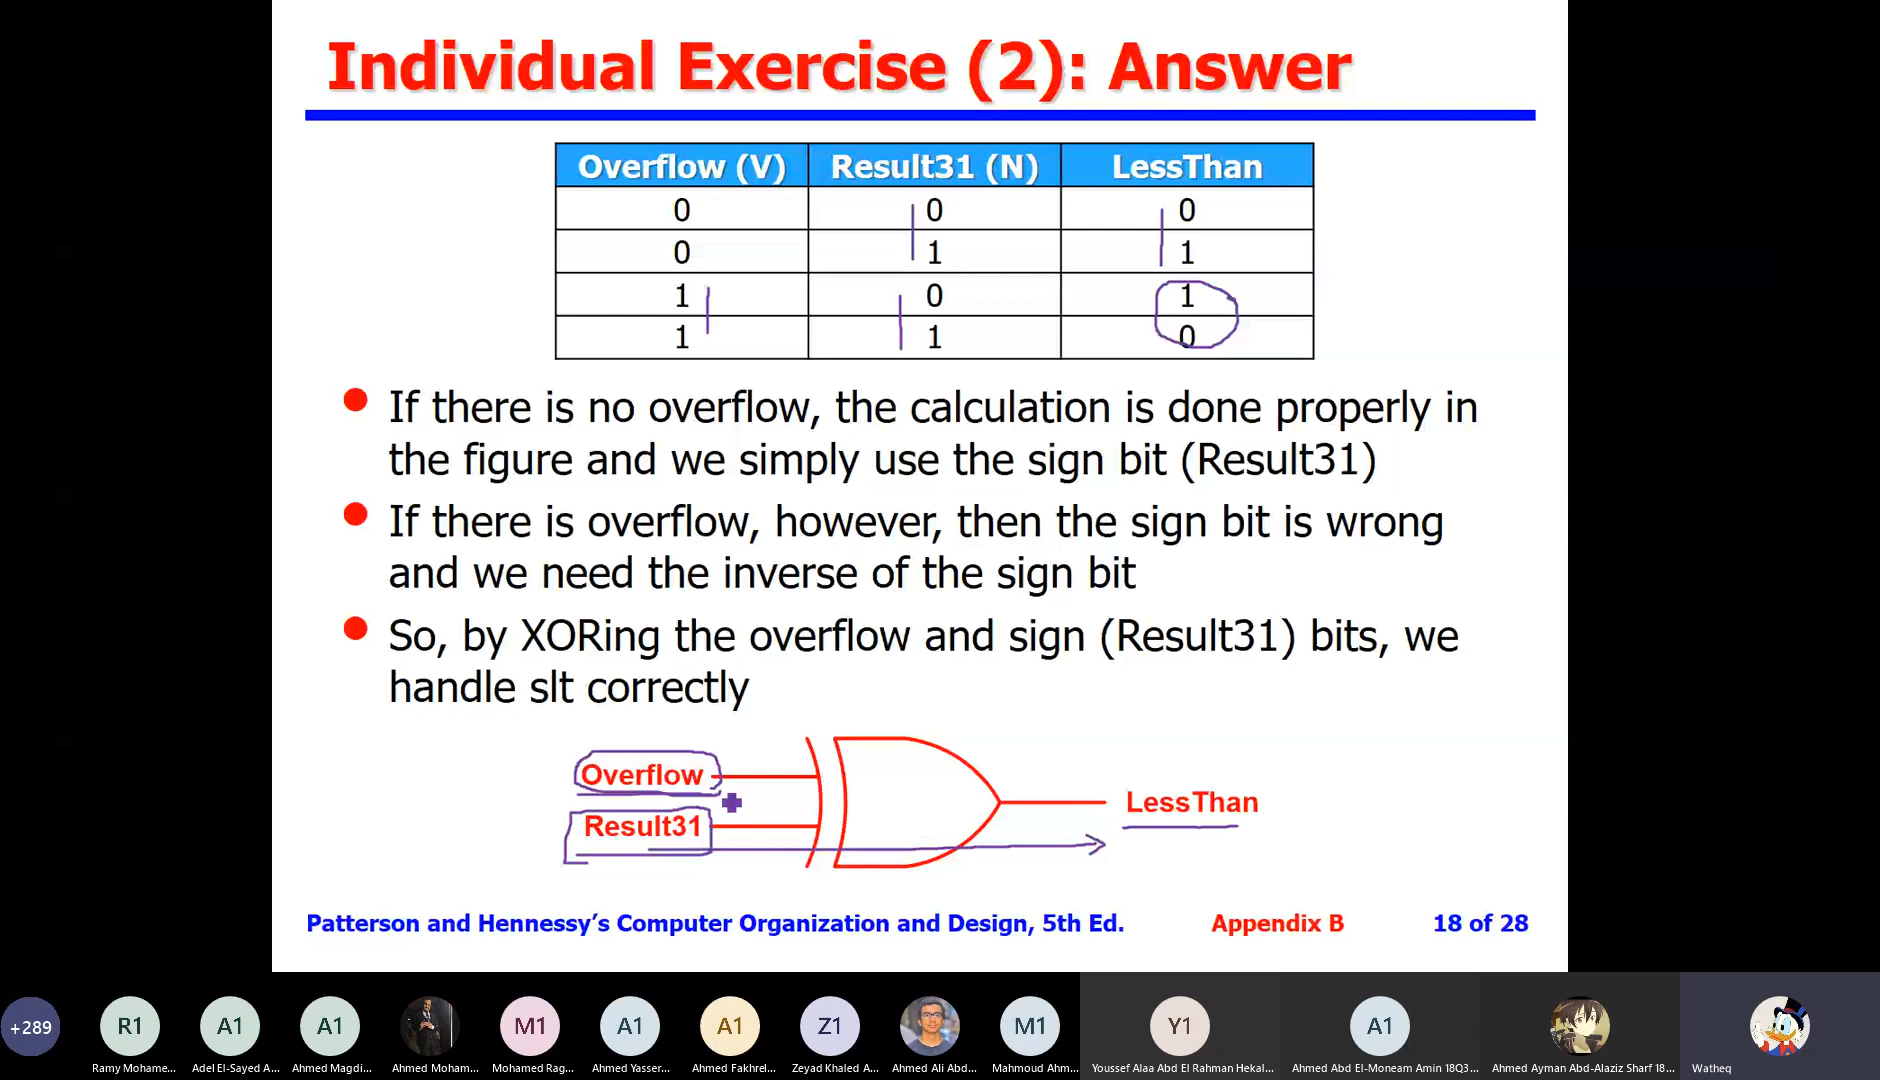 Individual Exercise (2): Answer
Overflow (V) Result31 (N) LessThan
0 0 0
0 1 1
1 0 1
1 1 0
If there is no overflow, the calculation is done properly in
the figure and we simply use the sign bit (Result31)
If there is overflow, however, then the sign bit is wrong
and we need the inverse of the sign bit
So, by XORing the overflow and sign (Result31) bits, we
handle slt correctly
Overflow
Result31
LessThan
Patterson and Hennessy’s Computer Organization and Design, 5th Ed. Appendix B 18 of 28
+289 R1 A1 A1 M1 A1 A1 Z1 M1 Y1 A1
Ramy Mohame... Adel El-Sayed A... Ahmed Magdi... Ahmed Moham... Mohamed Rag... Ahmed Yasser... Ahmed Fakhrel... Zeyad Khaled A... Ahmed Ali Abd... Mahmoud Ahm... Youssef Alaa Abd El Rahman Hekal... Ahmed Abd El-Moneam Amin 18Q3... Ahmed Ayman Abd-Alaziz Sharf 18... Watheq